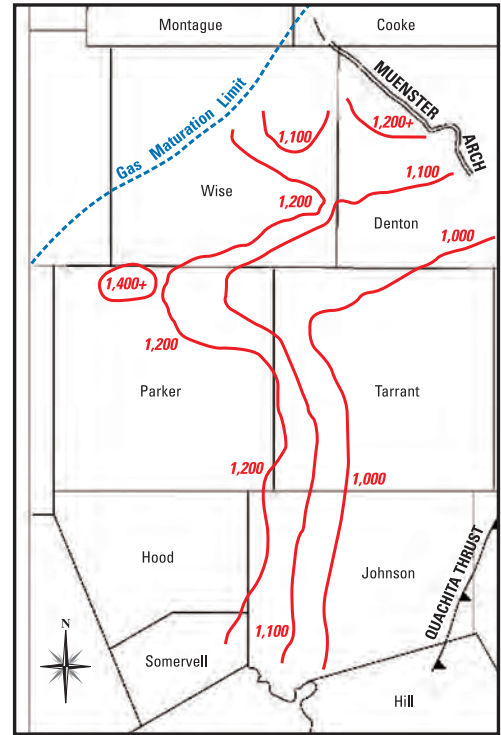 Montague
Cooke
Gas Maturation Limit
MUENSTER
ARCH
1,100
1,200+
Wise
1,200
1,100
Denton
1,000
1,400+
1,200
Parker
Tarrant
1,200
1,000
Hood
Johnson
QUACHITA THRUST
N
1,100
Somervell
Hill